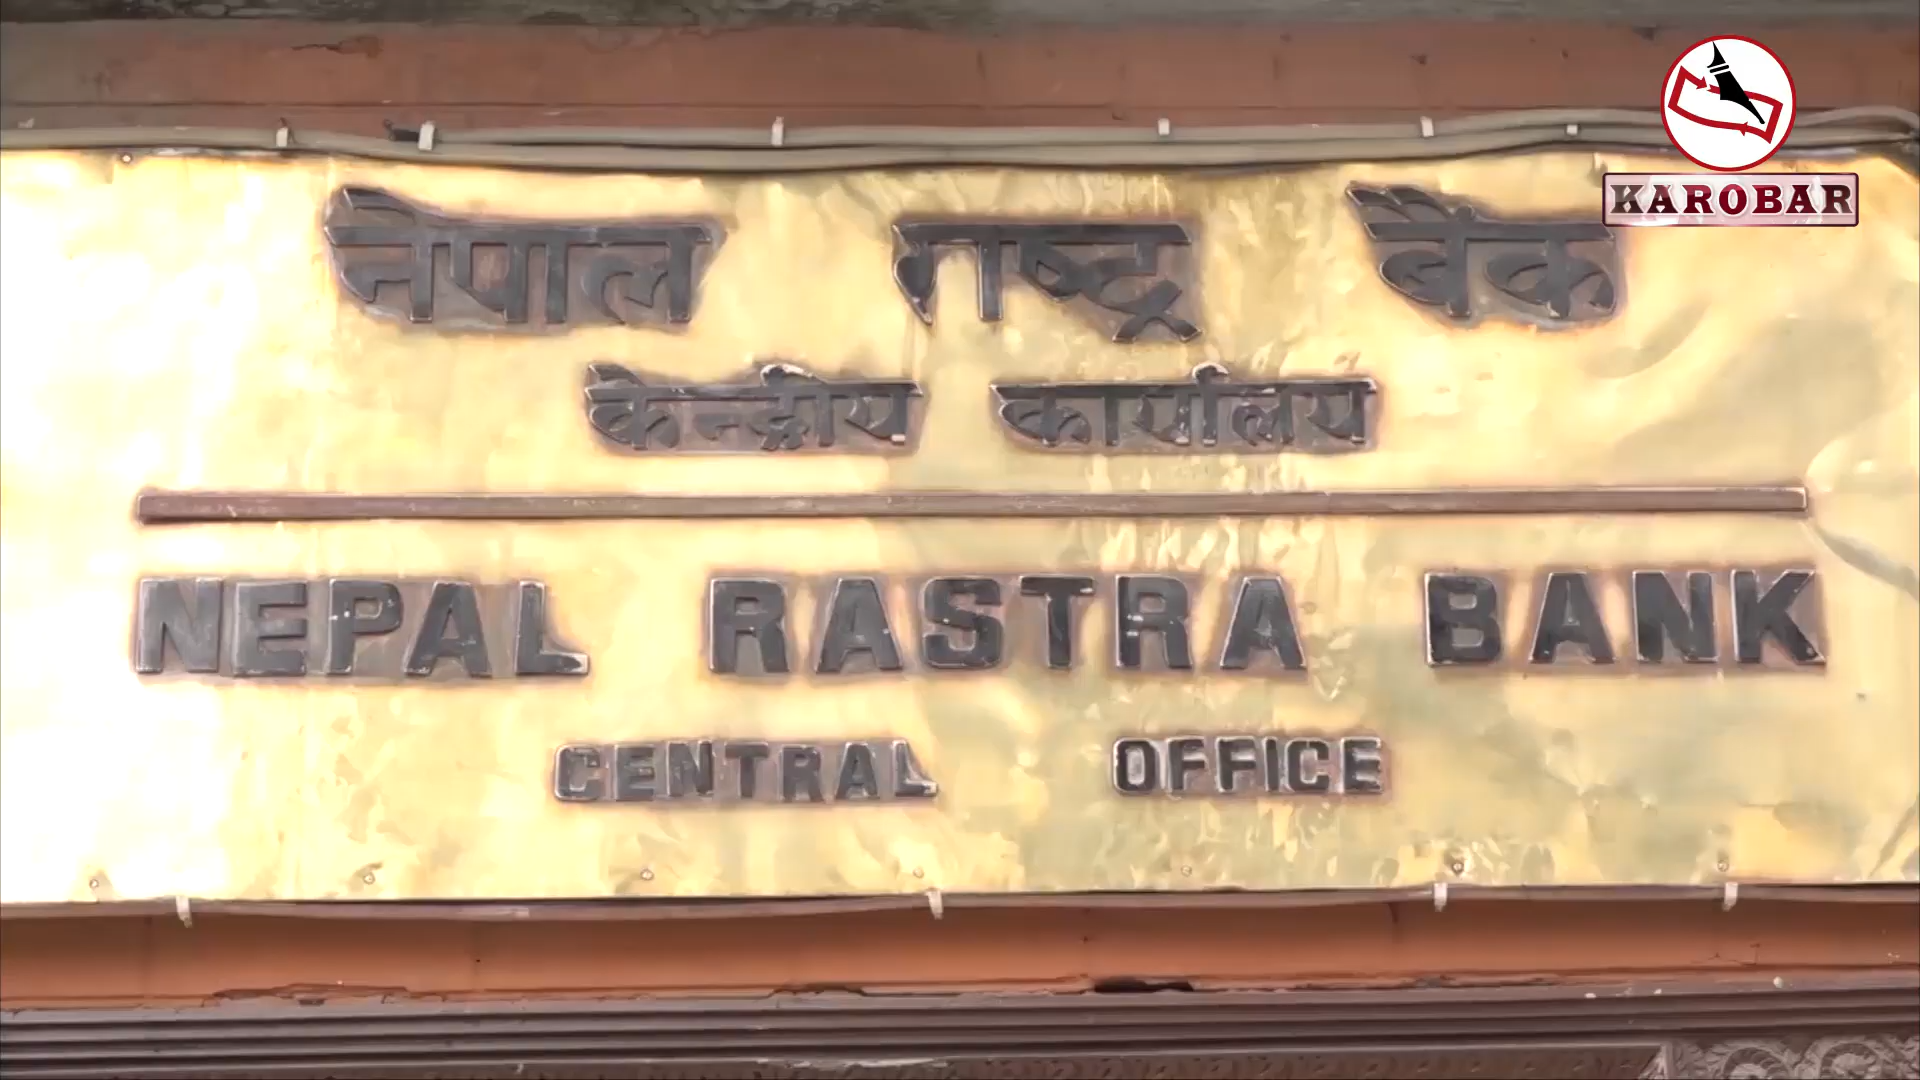 नेपाल राष्ट्र बैंक
केन्द्रीय कार्यालय
NEPAL RASTRA BANK
CENTRAL OFFICE
KAROBAR